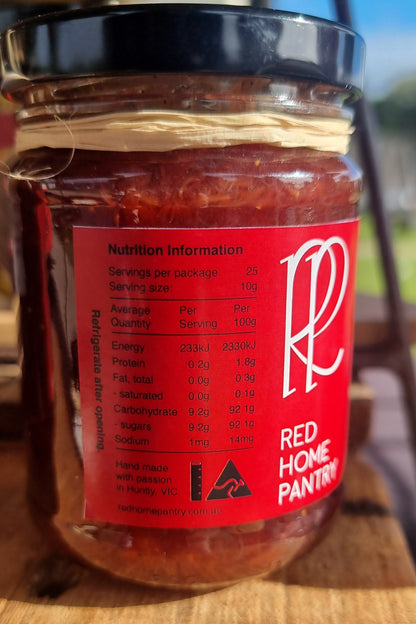 Nutrition Information
Servings per package 25
Serving size: 10g
Average Per Per
Quantity Serving 100g
Energy 233kJ 2330kJ
Protein 0.2g 1.8g
Fat, total 0.0g 0.3g
- saturated 0.0g 0.1g
Carbohydrate 9.2g 92.1g
- sugars 9.2g 92.1g
Sodium 1mg 14mg
Hand made
with passion
in Huntly, VIC
redhomepantry.com.au
Refrigerate after opening
RED
HOME
PANTRY